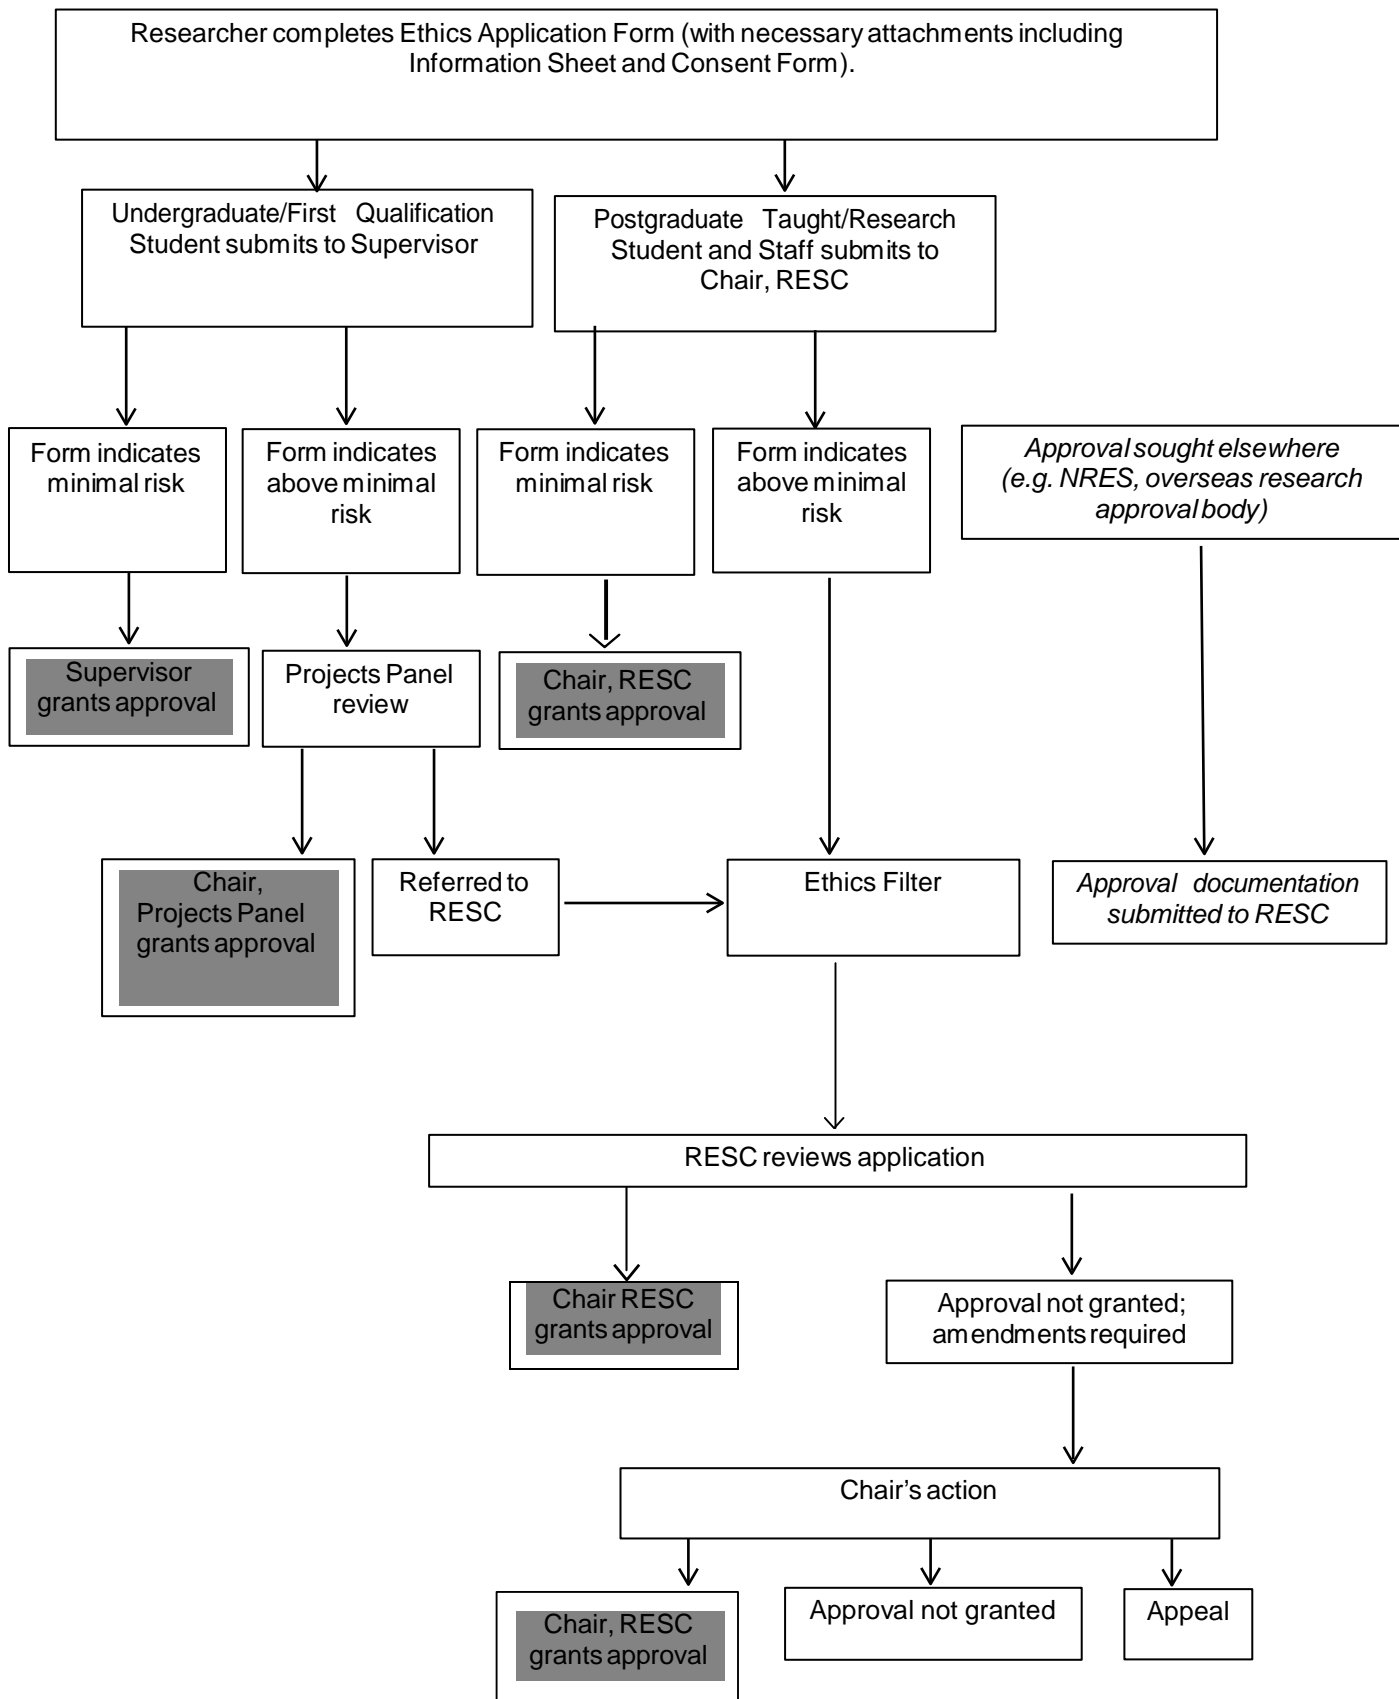 Researcher completes Ethics Application Form (with necessary attachments including
Information Sheet and Consent Form).
Undergraduate/First Qualification
Student submits to Supervisor
Postgraduate Taught/Research
Student and Staff submits to
Chair, RESC
Form indicates
minimal risk
Form indicates
above minimal
risk
Form indicates
minimal risk
Form indicates
above minimal
risk
Approval sought elsewhere
(e.g. NRES, overseas research
approval body)
Supervisor
grants approval
Projects Panel
review
Chair, RESC
grants approval
Chair,
Projects Panel
grants approval
Referred to
RESC
Ethics Filter
Approval documentation
submitted to RESC
RESC reviews application
Chair RESC
grants approval
Approval not granted;
amendments required
Chair’s action
Chair, RESC
grants approval
Approval not granted
Appeal